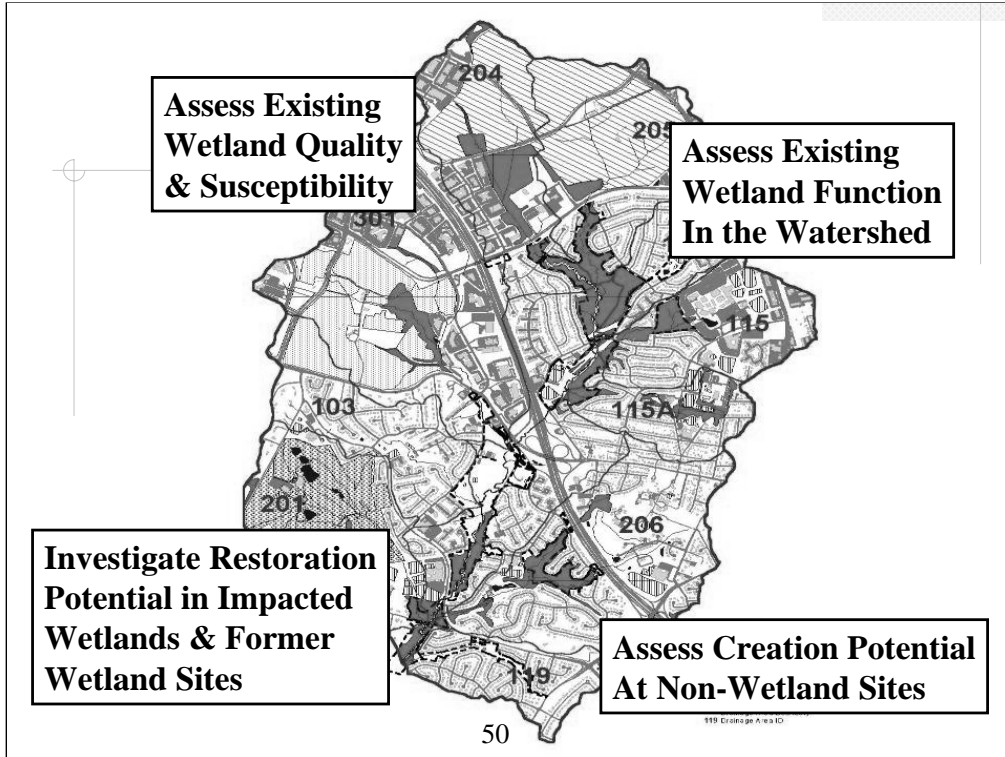 204
Assess Existing
Wetland Quality
& Susceptibility
205
Assess Existing
Wetland Function
In the Watershed
301
115
103
115A
201
206
Investigate Restoration
Potential in Impacted
Wetlands & Former
Wetland Sites
Assess Creation Potential
At Non-Wetland Sites
119
119 Drainage Area ID
50